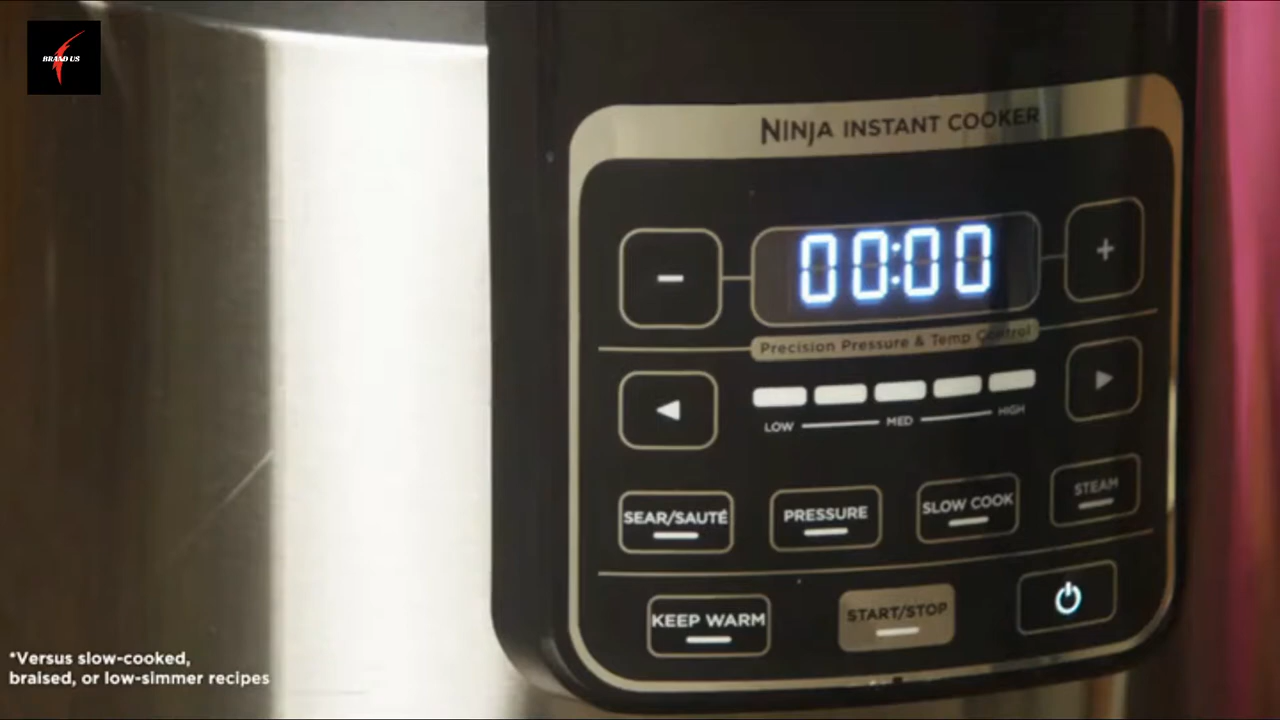 BRAND US
NINJA INSTANT COOKER
−
00:00
+
Precision Pressure & Temp Control
LOW MED HIGH
SEAR/SAUTÉ PRESSURE SLOW COOK STEAM
KEEP WARM START/STOP
*Versus slow-cooked,
braised, or low-simmer recipes